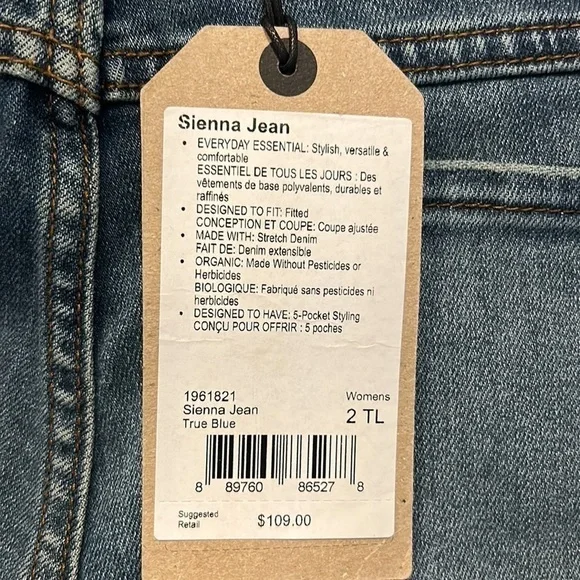 Sienna Jean
• EVERYDAY ESSENTIAL: Stylish, versatile &
comfortable
ESSENTIEL DE TOUS LES JOURS : Des
vêtements de base polyvalents, durables et
raffinés
• DESIGNED TO FIT: Fitted
CONCEPTION ET COUPE: Coupe ajustée
• MADE WITH: Stretch Denim
FAIT DE: Denim extensible
• ORGANIC: Made Without Pesticides or
Herbicides
BIOLOGIQUE: Fabriqué sans pesticides ni
herbicides
• DESIGNED TO HAVE: 5-Pocket Styling
CONÇU POUR OFFRIR : 5 poches
1961821 Womens
Sienna Jean 2 TL
True Blue
8 89760 86527 8
Suggested
Retail $109.00